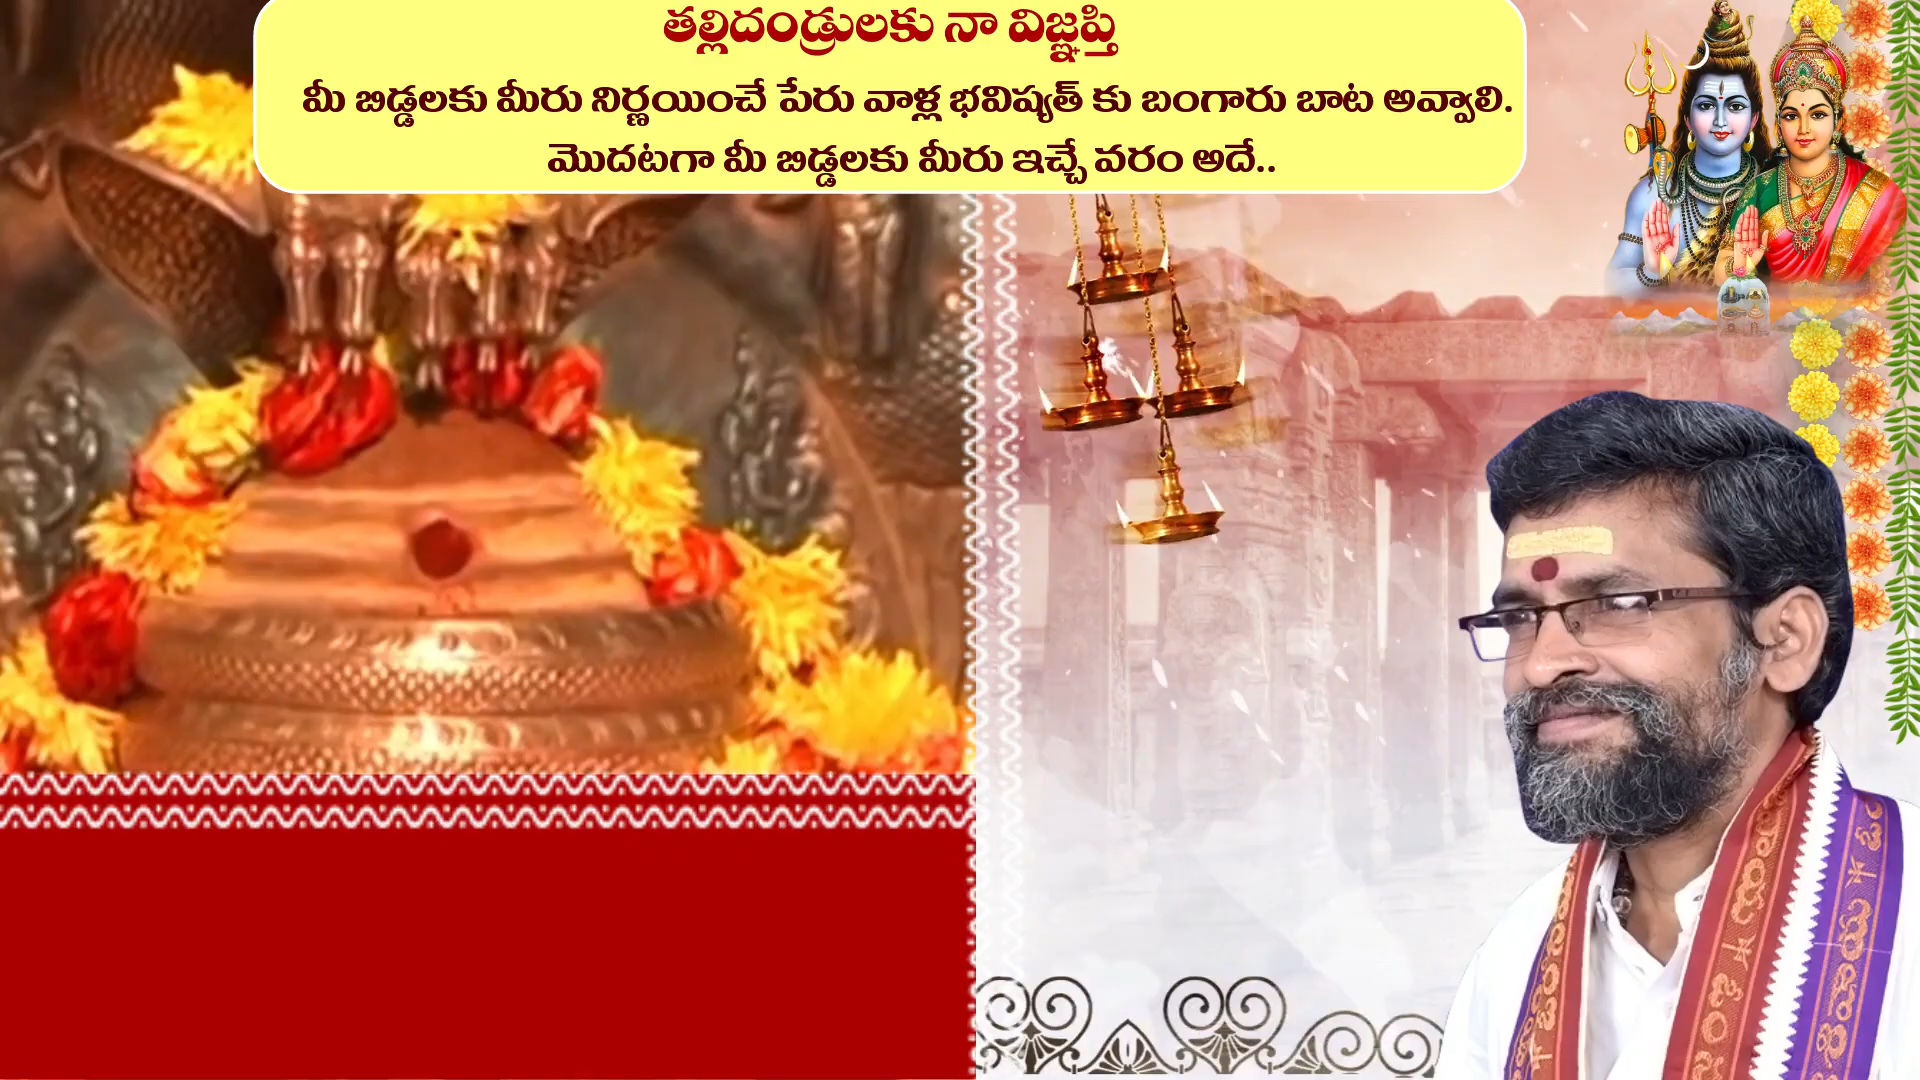 తల్లిదండ్రులకు నా విజ్ఞప్తి
మీ బిడ్డలకు మీరు నిర్ణయించే పేరు వాళ్ల భవిష్యత్ కు బంగారు బాట అవ్వాలి.
మొదటగా మీ బిడ్డలకు మీరు ఇచ్చే వరం అదే..